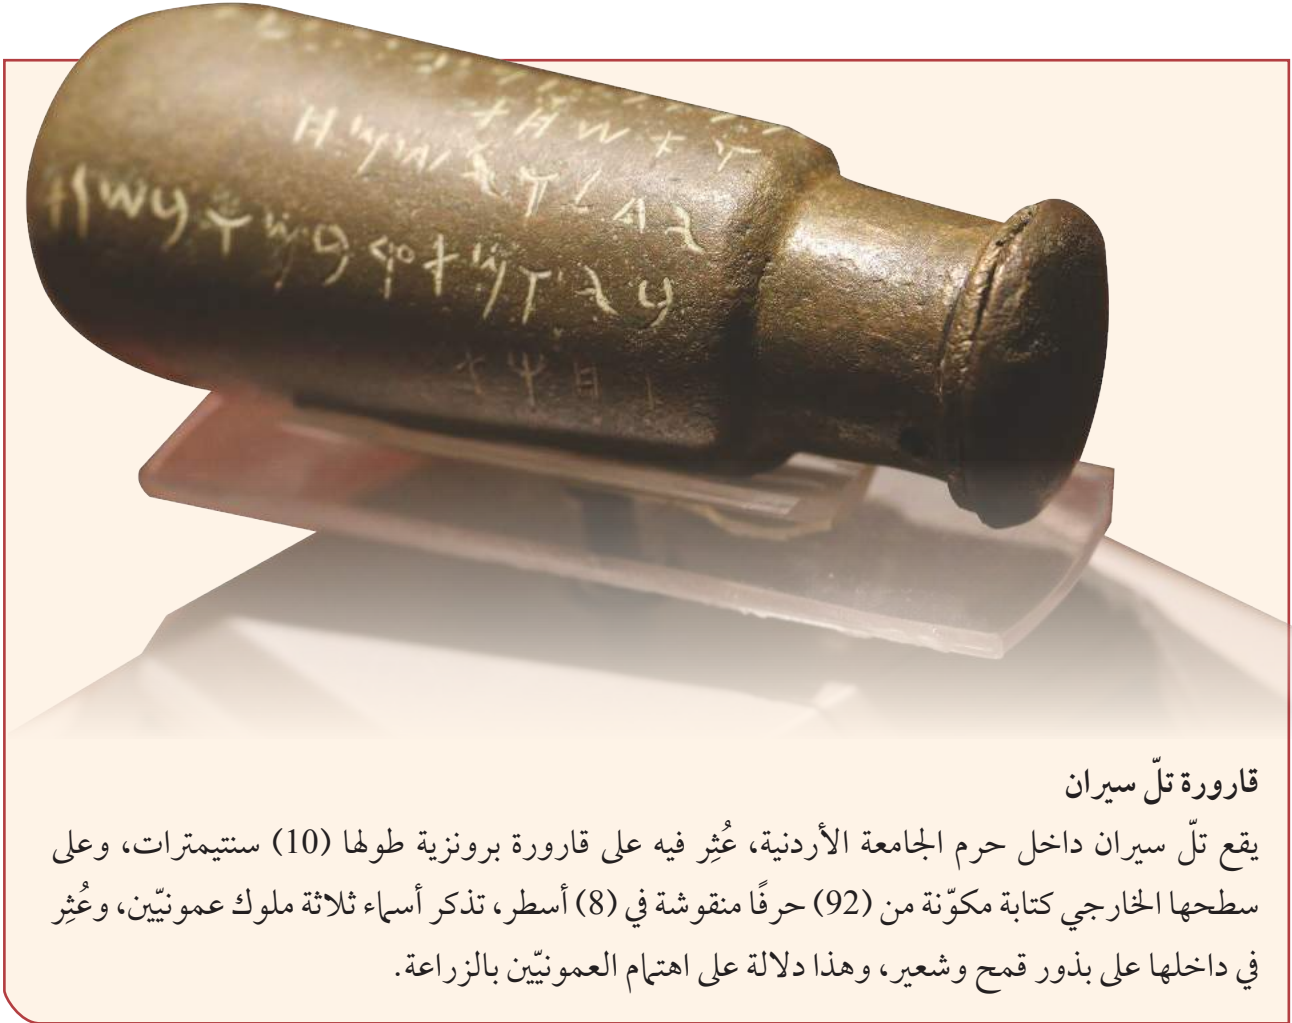 قارورة تلّ سيران
يقع تلّ سيران داخل حرم الجامعة الأردنية، عُثِر فيه على قارورة برونزية طولها (10) سنتيمترات، وعلى
سطحها الخارجي كتابة مكوّنة من (92) حرفًا منقوشة في (8) أسطر، تذكر أسماء ثلاثة ملوك عمونيّين، وعُثِر
في داخلها على بذور قمح وشعير، وهذا دلالة على اهتمام العمونيّين بالزراعة.